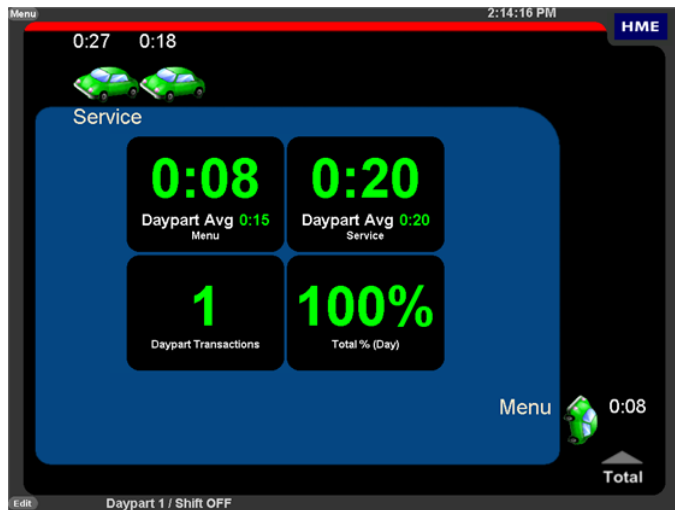 Menu
2:14:16 PM
HME
0:27 0:18
Service
0:08
Daypart Avg 0:15
Menu
0:20
Daypart Avg 0:20
Service
1
Daypart Transactions
100%
Total % (Day)
Menu 0:08
Total
Edit
Daypart 1 / Shift OFF